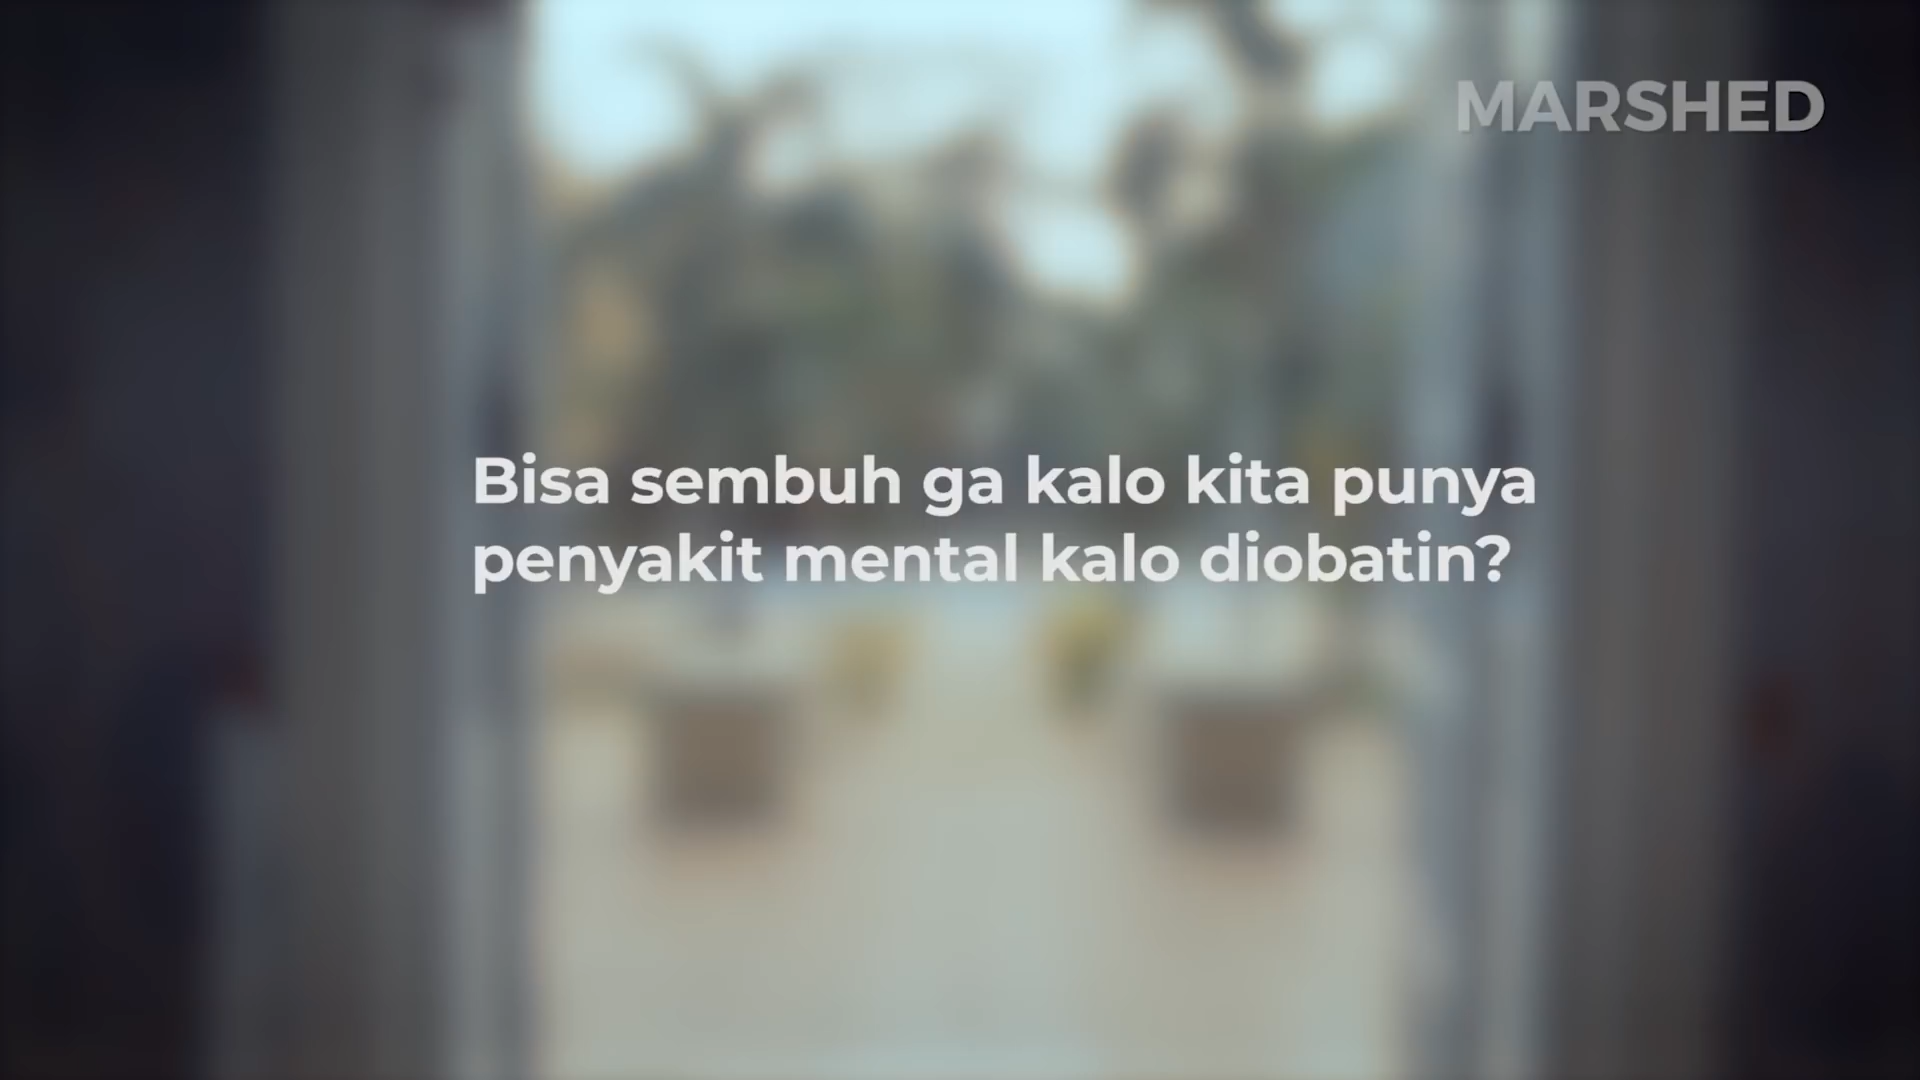 MARSHED
Bisa sembuh ga kalo kita punya
penyakit mental kalo diobatin?